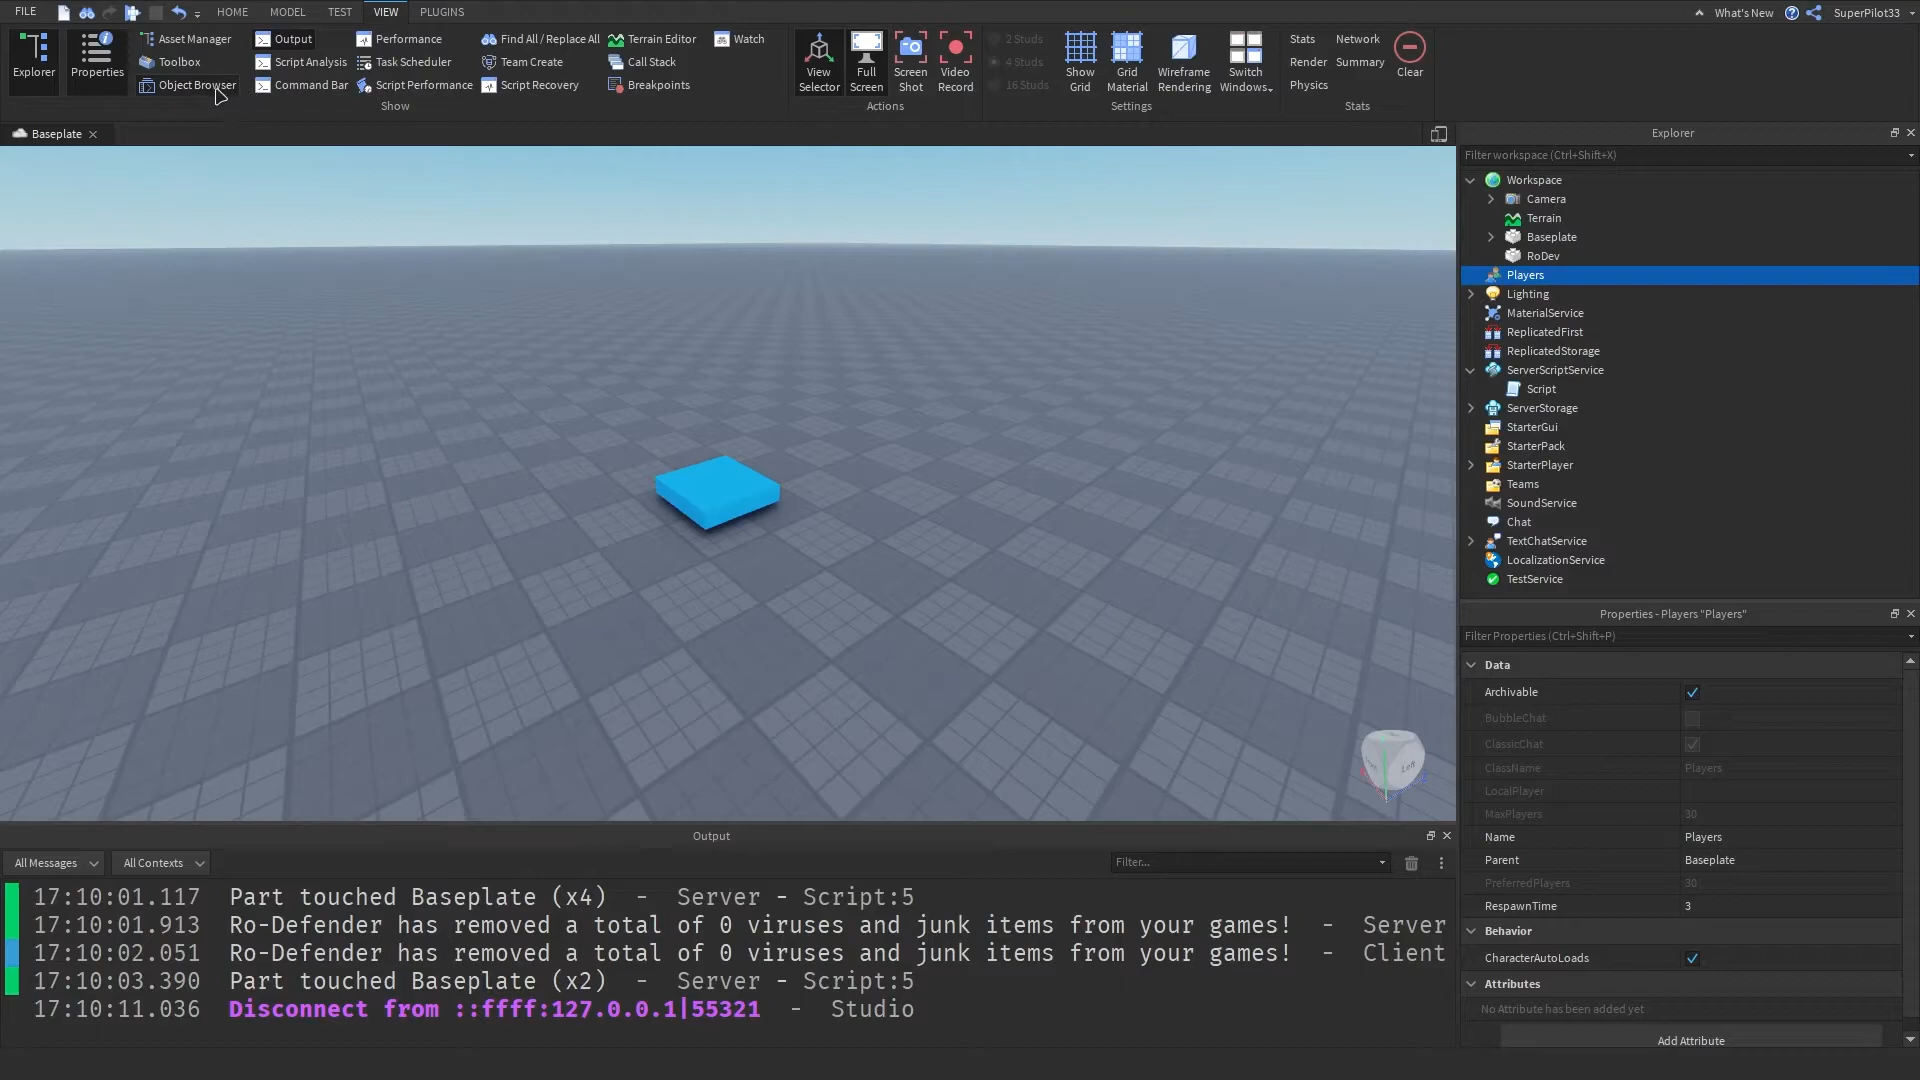 FILE
HOME
MODEL
TEST
VIEW
PLUGINS
What's New
SuperPilot33
Explorer
Properties
Asset Manager
Toolbox
Object Browser
Output
Script Analysis
Command Bar
Performance
Task Scheduler
Script Performance
Find All / Replace All
Team Create
Script Recovery
Terrain Editor
Call Stack
Breakpoints
Watch
Show
View Selector
Full Screen
Screen Shot
Video Record
Actions
2 Studs
4 Studs
16 Studs
Show Grid
Grid Material
Wireframe Rendering
Switch Windows
Settings
Stats
Render
Physics
Network
Summary
Clear
Stats
Baseplate
Explorer
Filter workspace (Ctrl+Shift+X)
Workspace
Camera
Terrain
Baseplate
RoDev
Players
Lighting
MaterialService
ReplicatedFirst
ReplicatedStorage
ServerScriptService
Script
ServerStorage
StarterGui
StarterPack
StarterPlayer
Teams
SoundService
Chat
TextChatService
LocalizationService
TestService
Left
Properties - Players "Players"
Filter Properties (Ctrl+Shift+P)
Data
Archivable
BubbleChat
ClassicChat
ClassName Players
LocalPlayer
MaxPlayers 30
Name Players
Parent Baseplate
PreferredPlayers 30
RespawnTime 3
Behavior
CharacterAutoLoads
Attributes
No Attribute has been added yet
Add Attribute
Output
All Messages
All Contexts
Filter...
17:10:01.117 Part touched Baseplate (x4) - Server - Script:5
17:10:01.913 Ro-Defender has removed a total of 0 viruses and junk items from your games! - Server
17:10:02.051 Ro-Defender has removed a total of 0 viruses and junk items from your games! - Client
17:10:03.390 Part touched Baseplate (x2) - Server - Script:5
17:10:11.036 Disconnect from ::ffff:127.0.0.1|55321 - Studio